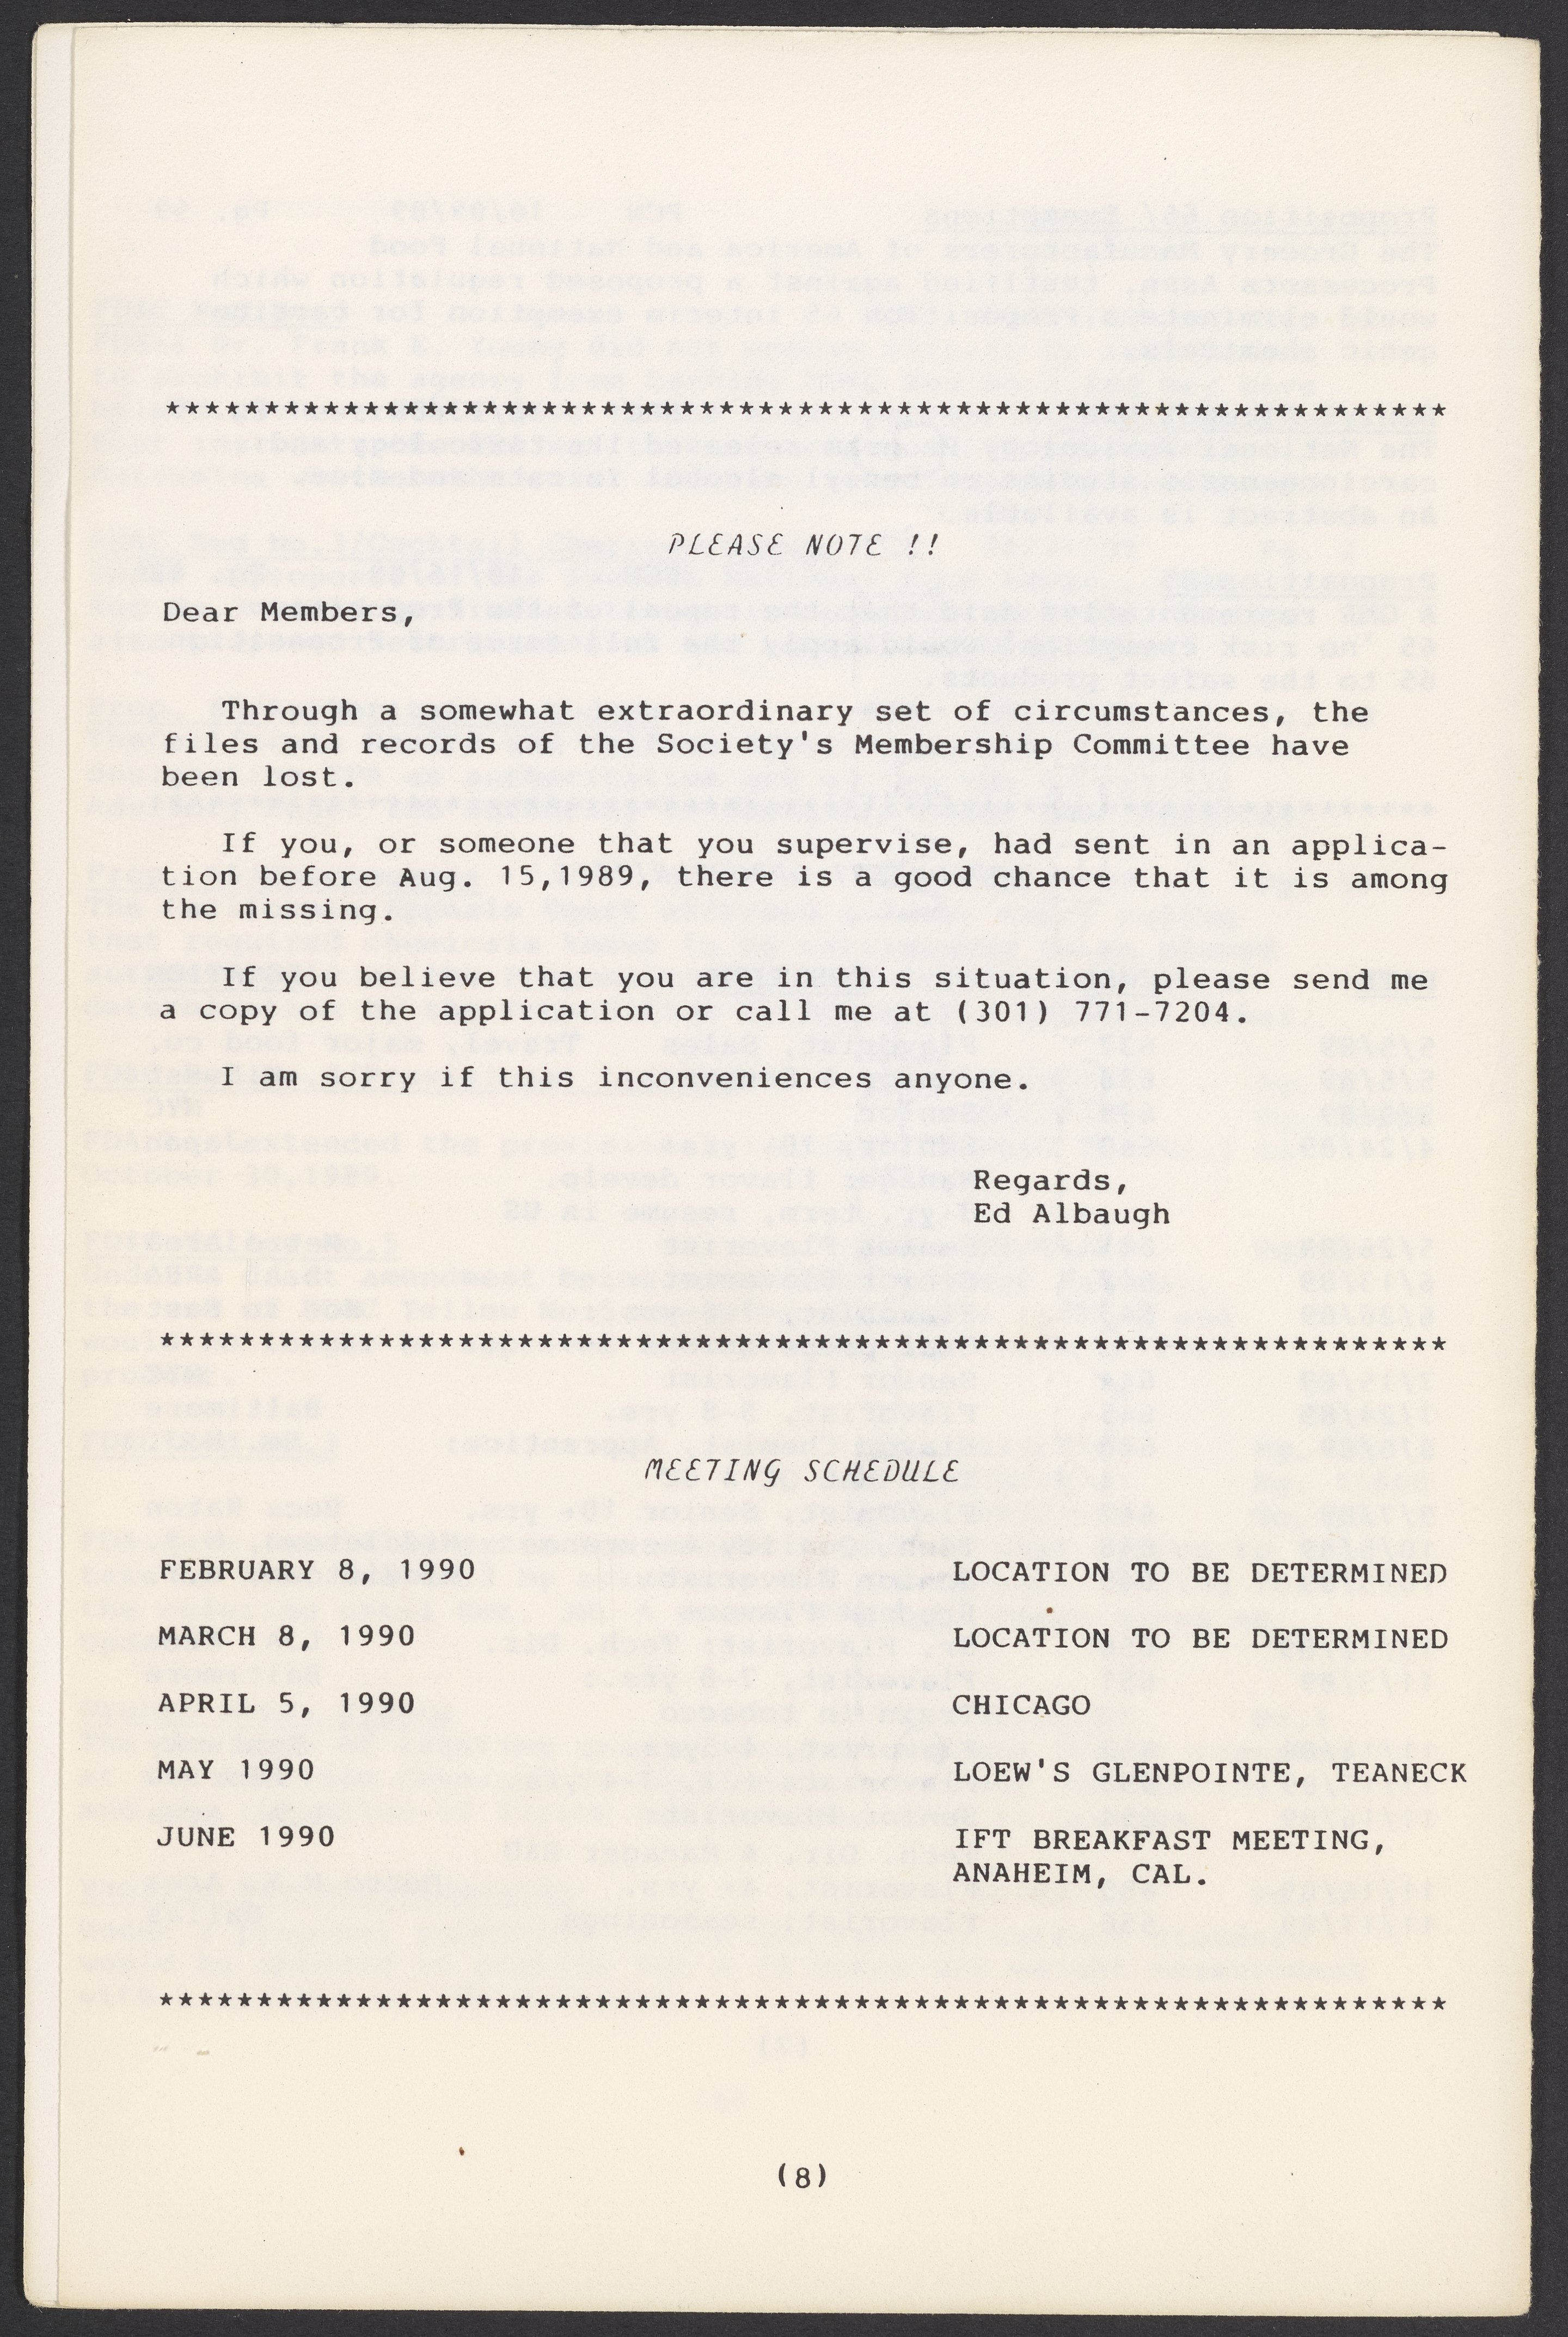 *****************************************************************
PLEASE NOTE !!
Dear Members,
Through a somewhat extraordinary set of circumstances, the
files and records of the Society's Membership Committee have
been lost.
If you, or someone that you supervise, had sent in an applica-
tion before Aug. 15,1989, there is a good chance that it is among
the missing.
If you believe that you are in this situation, please send me
a copy of the application or call me at (301) 771-7204.
I am sorry if this inconveniences anyone.
Regards,
Ed Albaugh
*****************************************************************
MEETING SCHEDULE
FEBRUARY 8, 1990 LOCATION TO BE DETERMINED
MARCH 8, 1990 LOCATION TO BE DETERMINED
APRIL 5, 1990 CHICAGO
MAY 1990 LOEW'S GLENPOINTE, TEANECK
JUNE 1990 IFT BREAKFAST MEETING,
ANAHEIM, CAL.
*****************************************************************
(8)